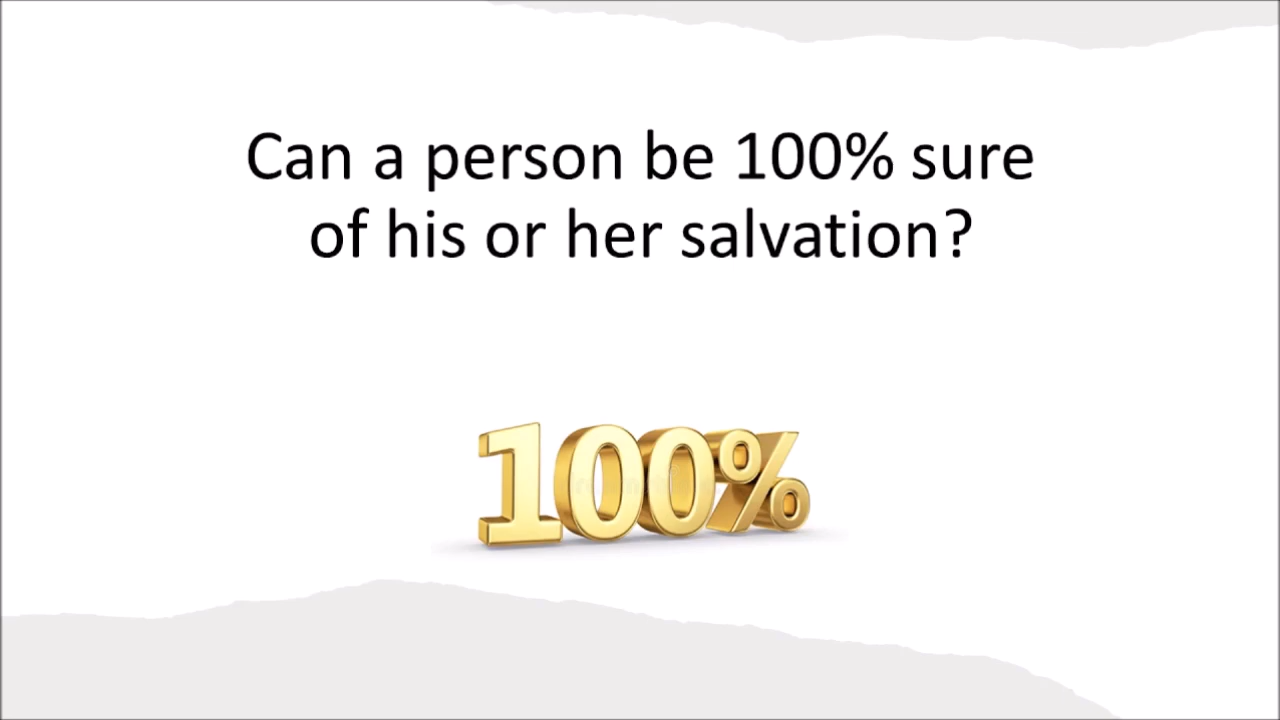 Can a person be 100% sure
of his or her salvation?
100%